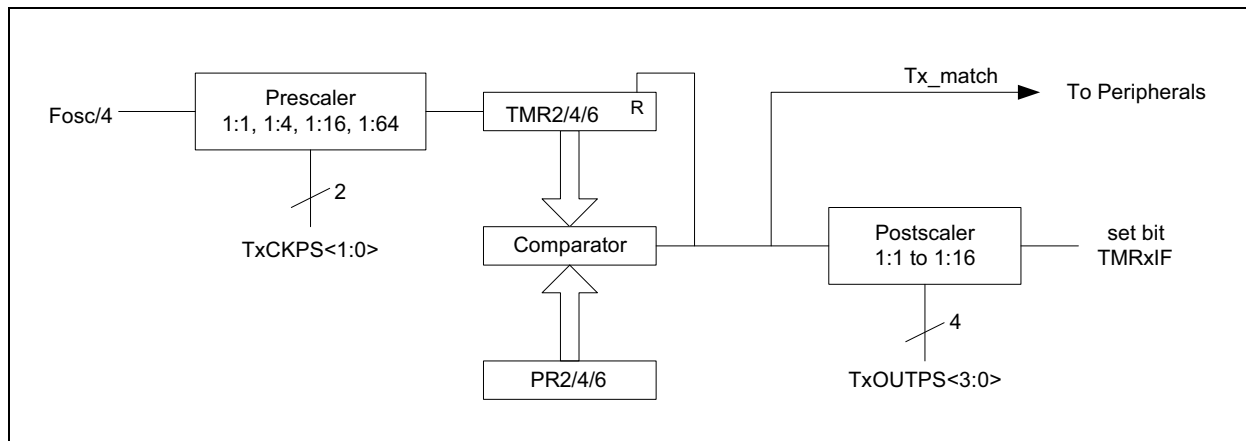 Fosc/4
Prescaler
1:1, 1:4, 1:16, 1:64
2
TxCKPS<1:0>
TMR2/4/6
R
Comparator
PR2/4/6
Tx_match
To Peripherals
Postscaler
1:1 to 1:16
4
TxOUTPS<3:0>
set bit
TMRxIF